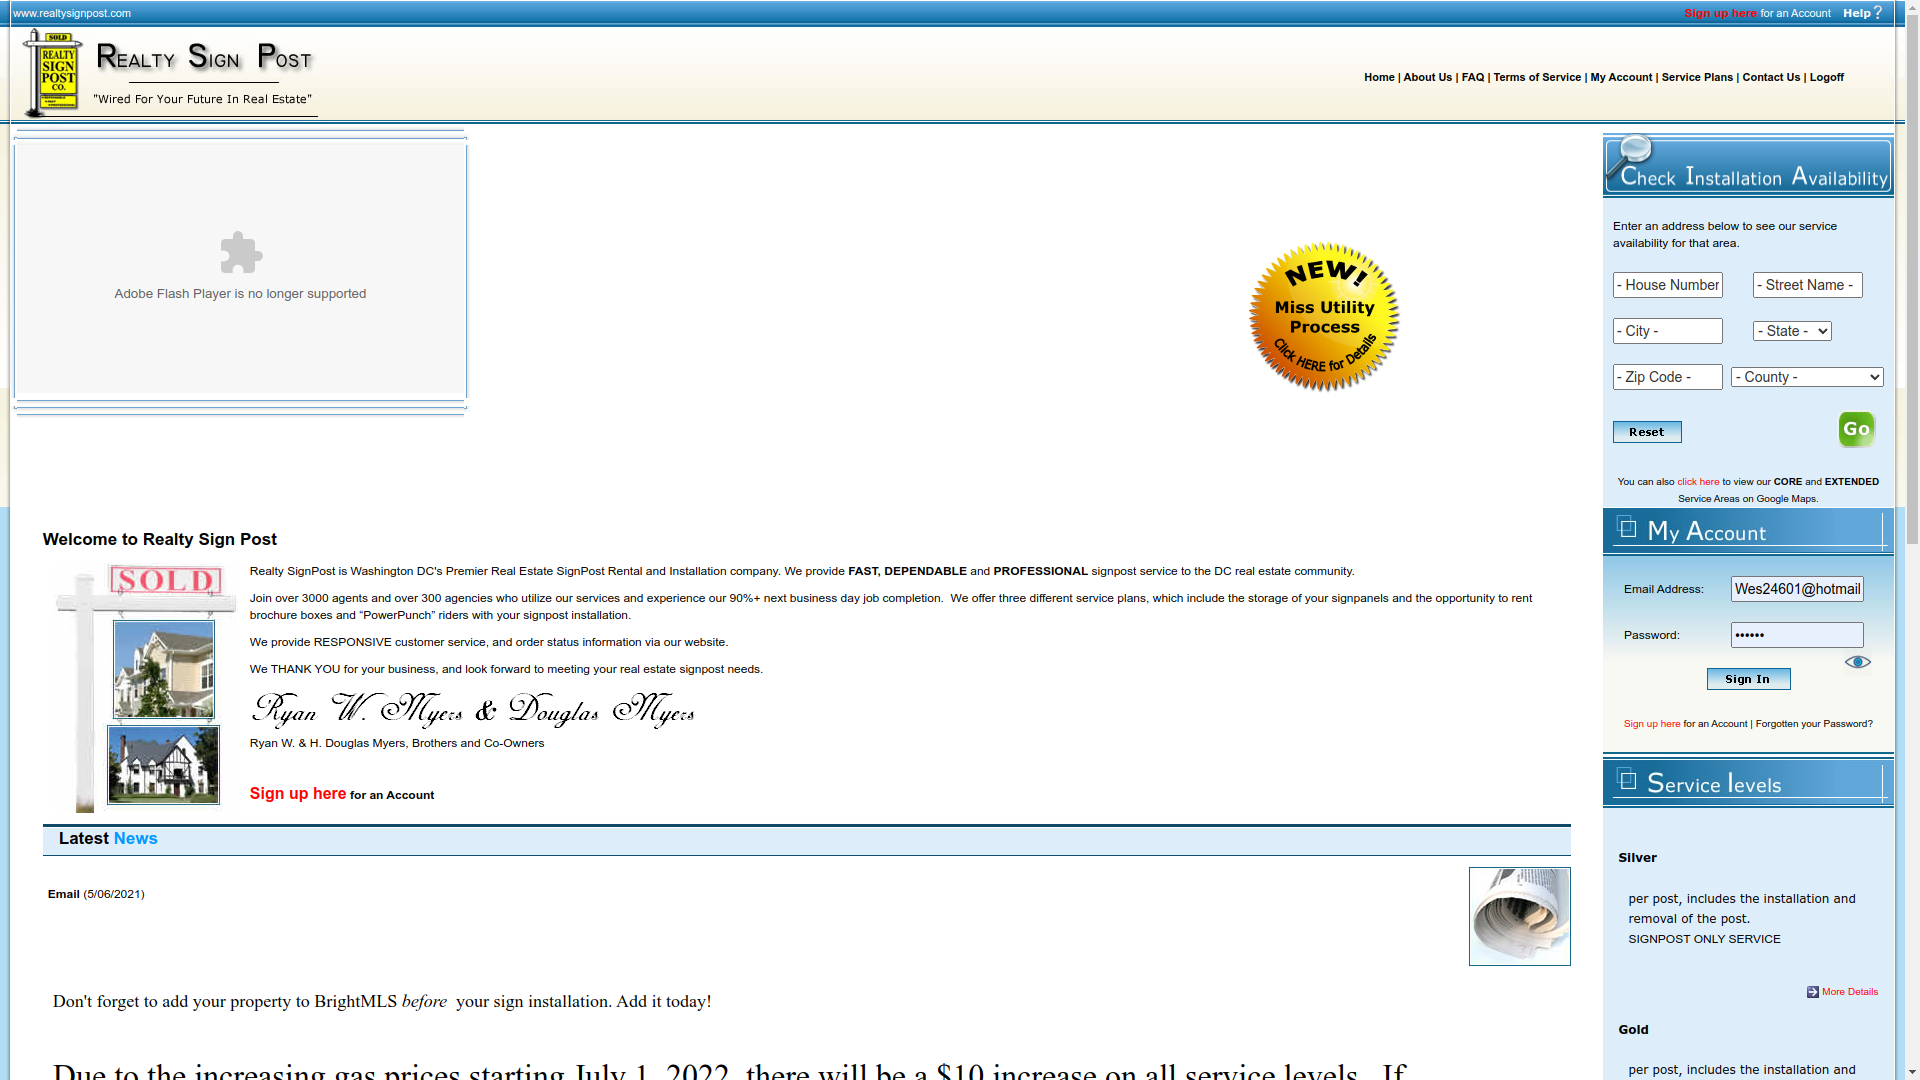 www.realtysignpost.com
Sign up here for an Account Help ?
SOLD
REALTY
SIGN
POST
CO.
Realty Sign Post
"Wired For Your Future In Real Estate"
Home | About Us | FAQ | Terms of Service | My Account | Service Plans | Contact Us | Logoff
Adobe Flash Player is no longer supported
NEW!
Miss Utility
Process
Click HERE for Details
Check Installation Availability
Enter an address below to see our service
availability for that area.
- House Number
- Street Name -
- City -
- State -
- Zip Code -
- County -
Reset
Go
You can also click here to view our CORE and EXTENDED
Service Areas on Google Maps.
My Account
Email Address:
Wes24601@hotmail
Password:
••••••
Sign In
Sign up here for an Account | Forgotten your Password?
Service levels
Silver
per post, includes the installation and
removal of the post.
SIGNPOST ONLY SERVICE
More Details
Gold
per post, includes the installation and
Welcome to Realty Sign Post
SOLD
Realty SignPost is Washington DC's Premier Real Estate SignPost Rental and Installation company. We provide FAST, DEPENDABLE and PROFESSIONAL signpost service to the DC real estate community.
Join over 3000 agents and over 300 agencies who utilize our services and experience our 90%+ next business day job completion.  We offer three different service plans, which include the storage of your signpanels and the opportunity to rent
brochure boxes and “PowerPunch” riders with your signpost installation.
We provide RESPONSIVE customer service, and order status information via our website.
We THANK YOU for your business, and look forward to meeting your real estate signpost needs.
Ryan W. Myers & Douglas Myers
Ryan W. & H. Douglas Myers, Brothers and Co-Owners
Sign up here for an Account
Latest News
Email (5/06/2021)
Don't forget to add your property to BrightMLS before  your sign installation. Add it today!
Due to the increasing gas prices starting July 1, 2022, there will be a $10 increase on all service levels.  If